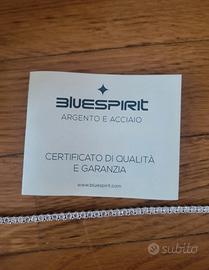 BLUESPIRIT
ARGENTO E ACCIAIO
CERTIFICATO DI QUALITÀ
E GARANZIA
www.bluespirit.com
subito